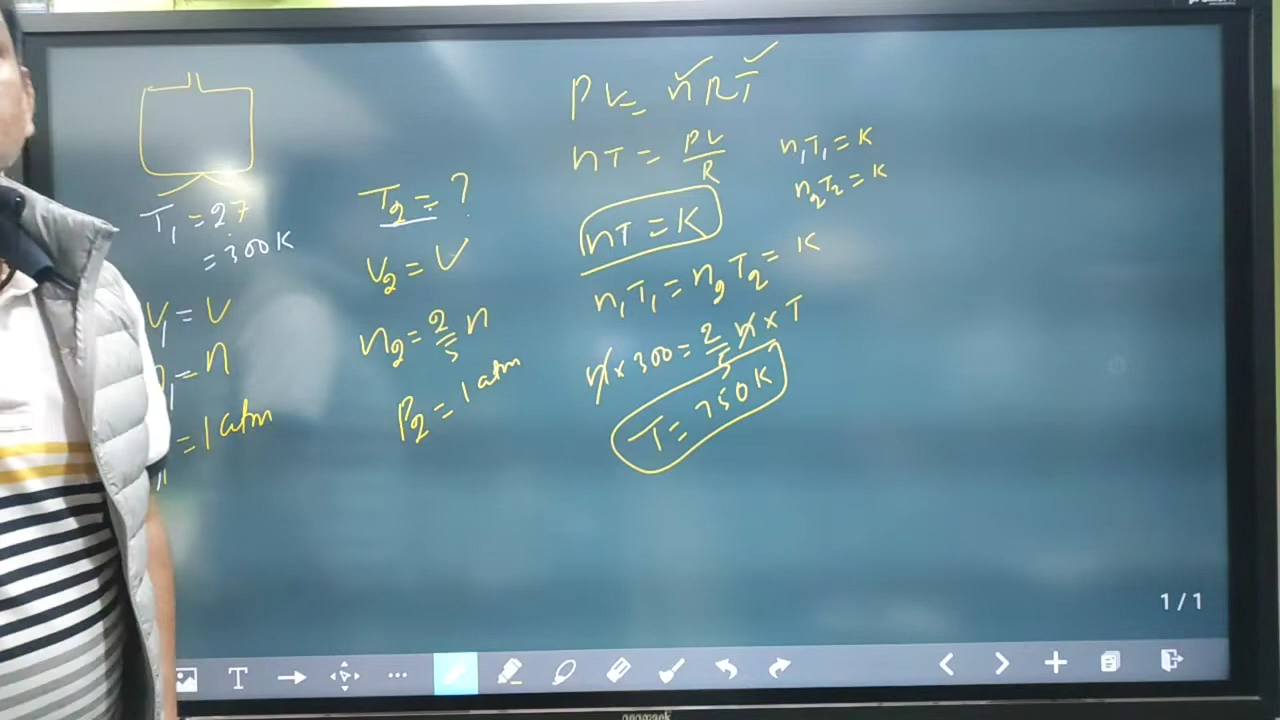 T₁ = 27
= 300 K
V₁ = V
= n
= 1 atm
T₂ = ?
V₂ = V
n₂ = 2/5 n
P₂ = 1 atm
PV = nRT
nT = PV/R
nT = K
n₁T₁ = K
n₂T₂ = K
n₁T₁ = n₂T₂ = K
n × 300 = 2/5 n × T
T = 750 K
1/1
T